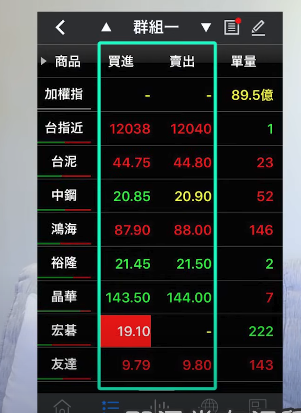 群組一
商品 買進 賣出 單量
加權指 - - 89.5億
台指近 12038 12040 1
台泥 44.75 44.80 23
中鋼 20.85 20.90 52
鴻海 87.90 88.00 146
裕隆 21.45 21.50 2
晶華 143.50 144.00 7
宏碁 19.10 - 222
友達 9.79 9.80 143